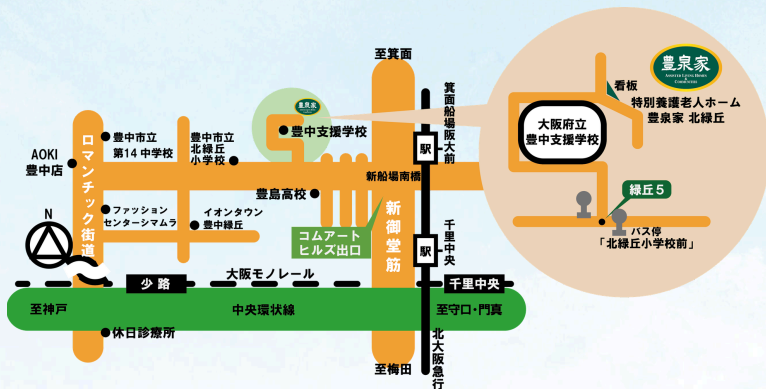 至箕面
箕面船場阪大前
駅
豊泉家
ASSISTED LIVING HOMES
& COMMUNITIES
看板
特別養護老人ホーム
豊泉家 北緑丘
大阪府立
豊中支援学校
緑丘5
バス停
「北緑丘小学校前」
豊泉家
豊中支援学校
豊中市立
第14中学校
豊中市立
北緑丘
小学校
AOKI
豊中店
ロマンチック街道
新船場南橋
豊島高校
ファッション
センターシマムラ
イオンタウン
豊中緑丘
コムアート
ヒルズ出口
新御堂筋
駅
千里中央
N
少路
大阪モノレール
千里中央
至神戸
中央環状線
至守口・門真
休日診療所
至梅田
北大阪急行